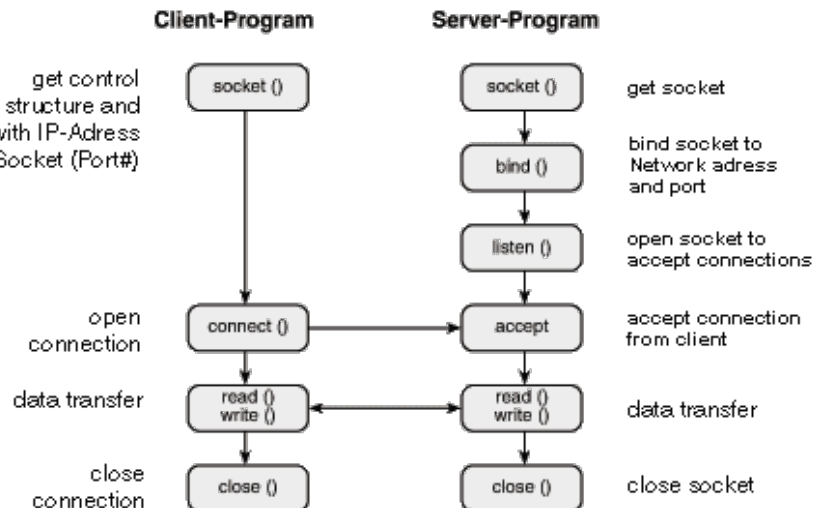 Client-Program
Server-Program
get control
structure and
with IP-Adress
Socket (Port#)
socket ()
socket ()
get socket
bind ()
bind socket to
Network adress
and port
listen ()
open socket to
accept connections
open
connection
connect ()
accept
accept connection
from client
data transfer
read ()
write ()
read ()
write ()
data transfer
close
connection
close ()
close ()
close socket